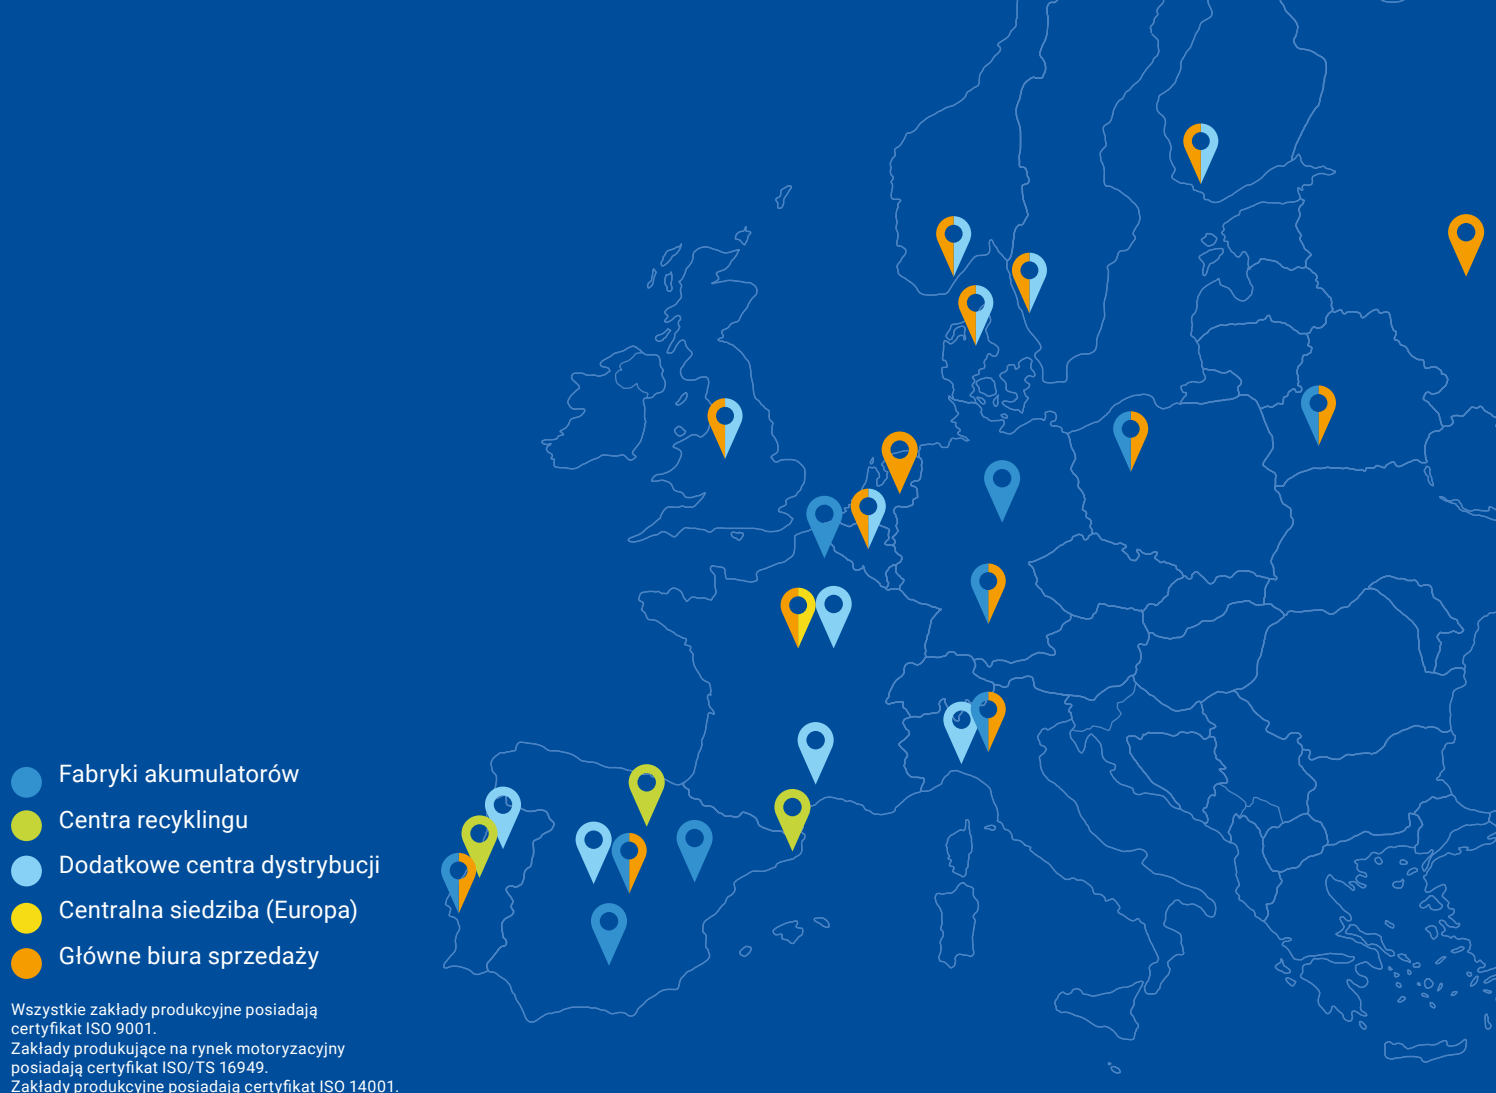 Fabryki akumulatorów
Centra recyklingu
Dodatkowe centra dystrybucji
Centralna siedziba (Europa)
Główne biura sprzedaży
Wszystkie zakłady produkcyjne posiadają
certyfikat ISO 9001.
Zakłady produkujące na rynek motoryzacyjny
posiadają certyfikat ISO/TS 16949.
Zakłady produkcyjne posiadają certyfikat ISO 14001.